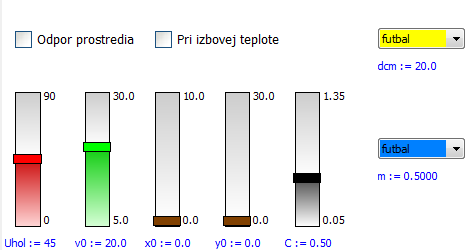 Odpor prostredia
Pri izbovej teplote
futbal
dcm := 20.0
90
30.0
10.0
30.0
1.35
futbal
m := 0.5000
0
5.0
0.0
0.0
0.05
Uhol := 45
v0 := 20.0
x0 := 0.0
y0 := 0.0
C := 0.50